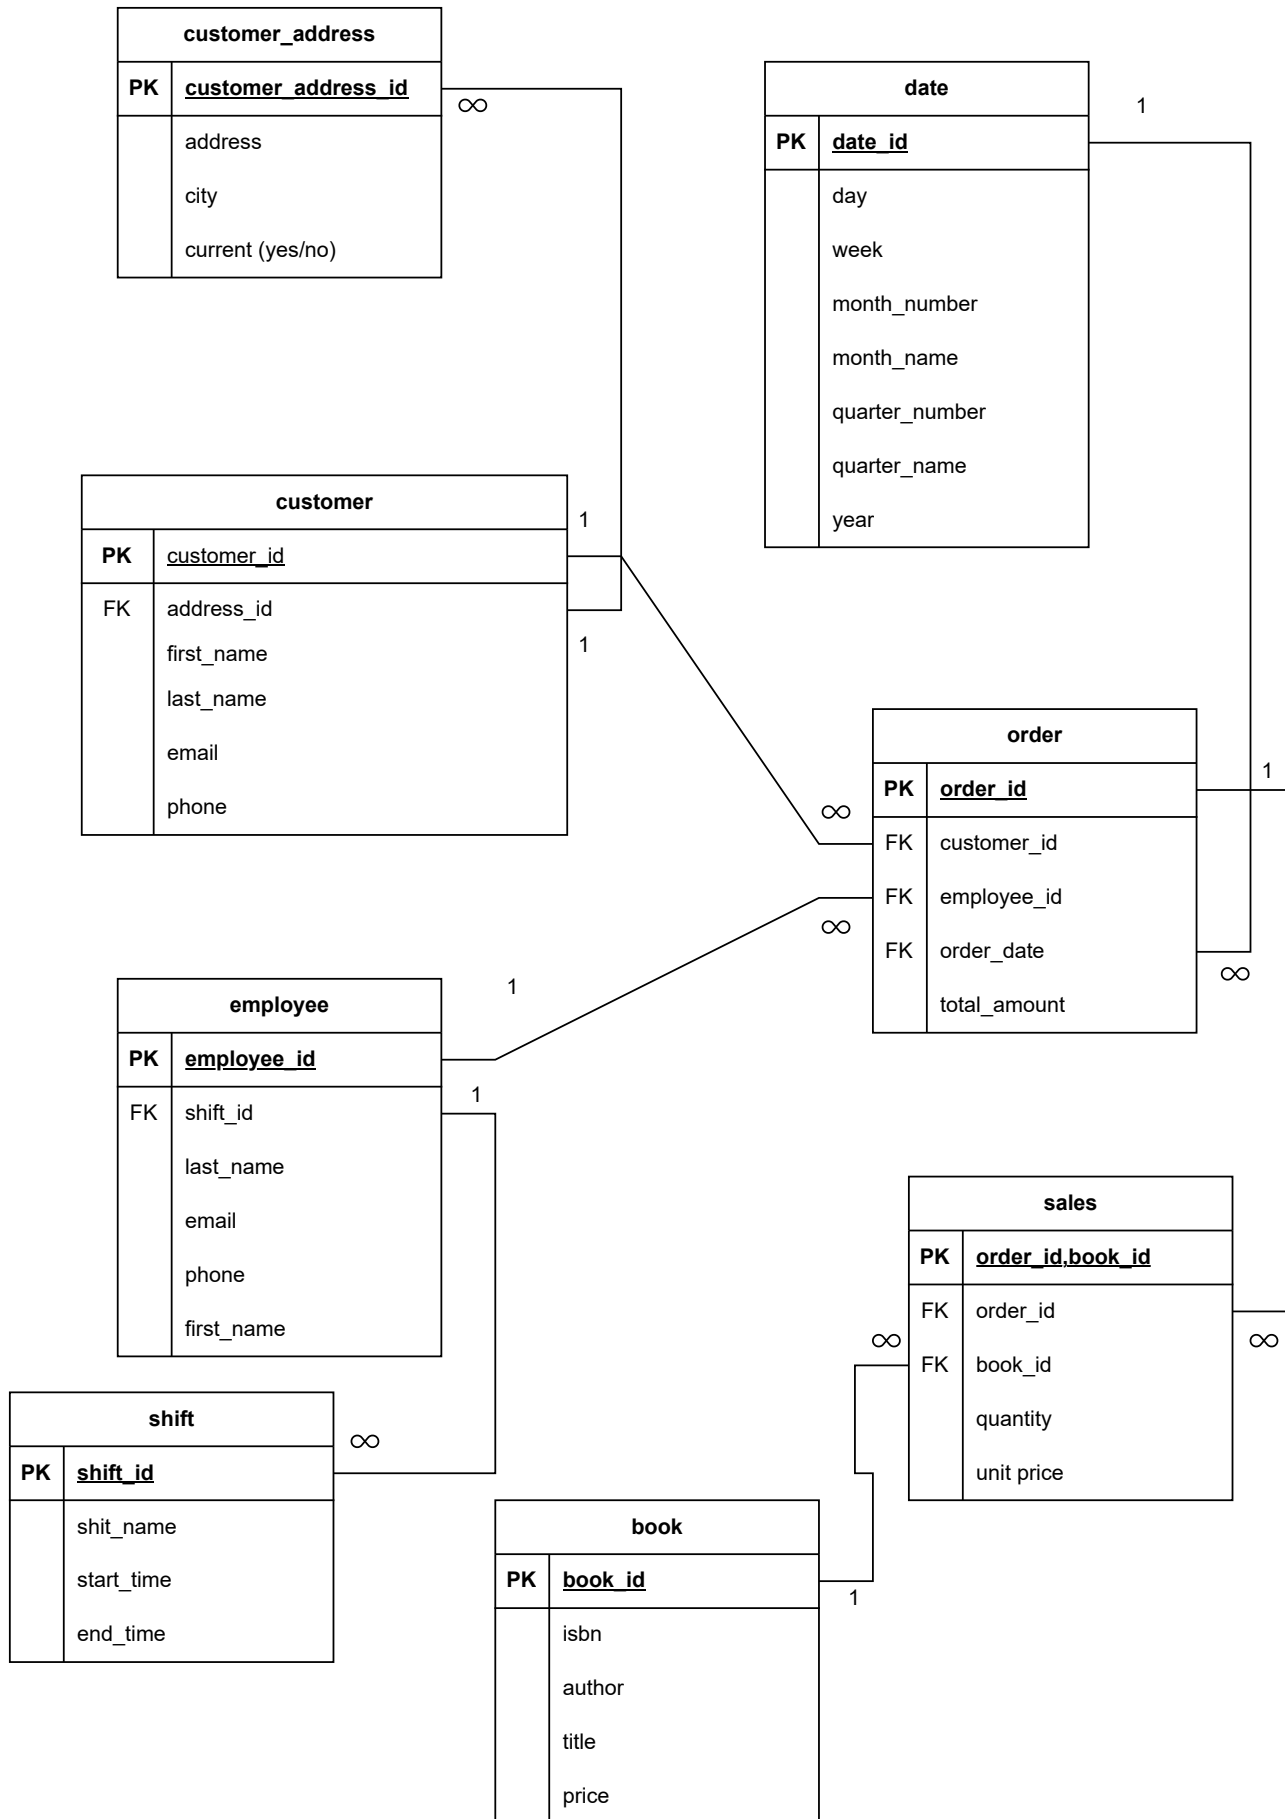 customer_address
PK customer_address_id
∞
address
city
current (yes/no)
date
1
PK date_id
day
week
month_number
month_name
quarter_number
quarter_name
year
customer
1
PK customer_id
FK address_id
1
first_name
last_name
email
phone
order
1
PK order_id
∞
FK customer_id
FK employee_id
∞
FK order_date
∞
total_amount
employee
1
PK employee_id
1
FK shift_id
last_name
email
phone
first_name
sales
PK order_id,book_id
FK order_id
∞
∞
FK book_id
quantity
unit price
shift
∞
PK shift_id
shit_name
start_time
end_time
book
PK book_id
1
isbn
author
title
price